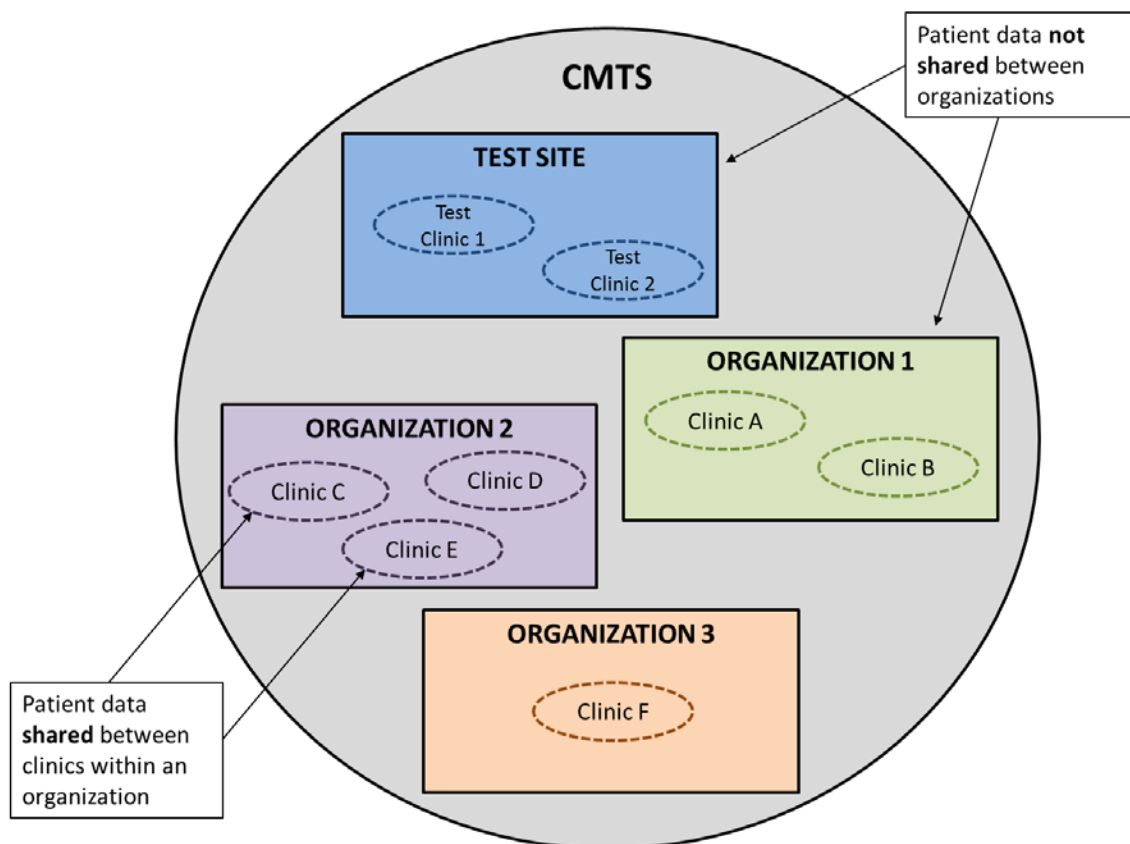 Patient data not
shared between
organizations
CMTS
TEST SITE
Test
Clinic 1
Test
Clinic 2
ORGANIZATION 1
Clinic A
Clinic B
ORGANIZATION 2
Clinic C
Clinic D
Clinic E
ORGANIZATION 3
Clinic F
Patient data
shared between
clinics within an
organization